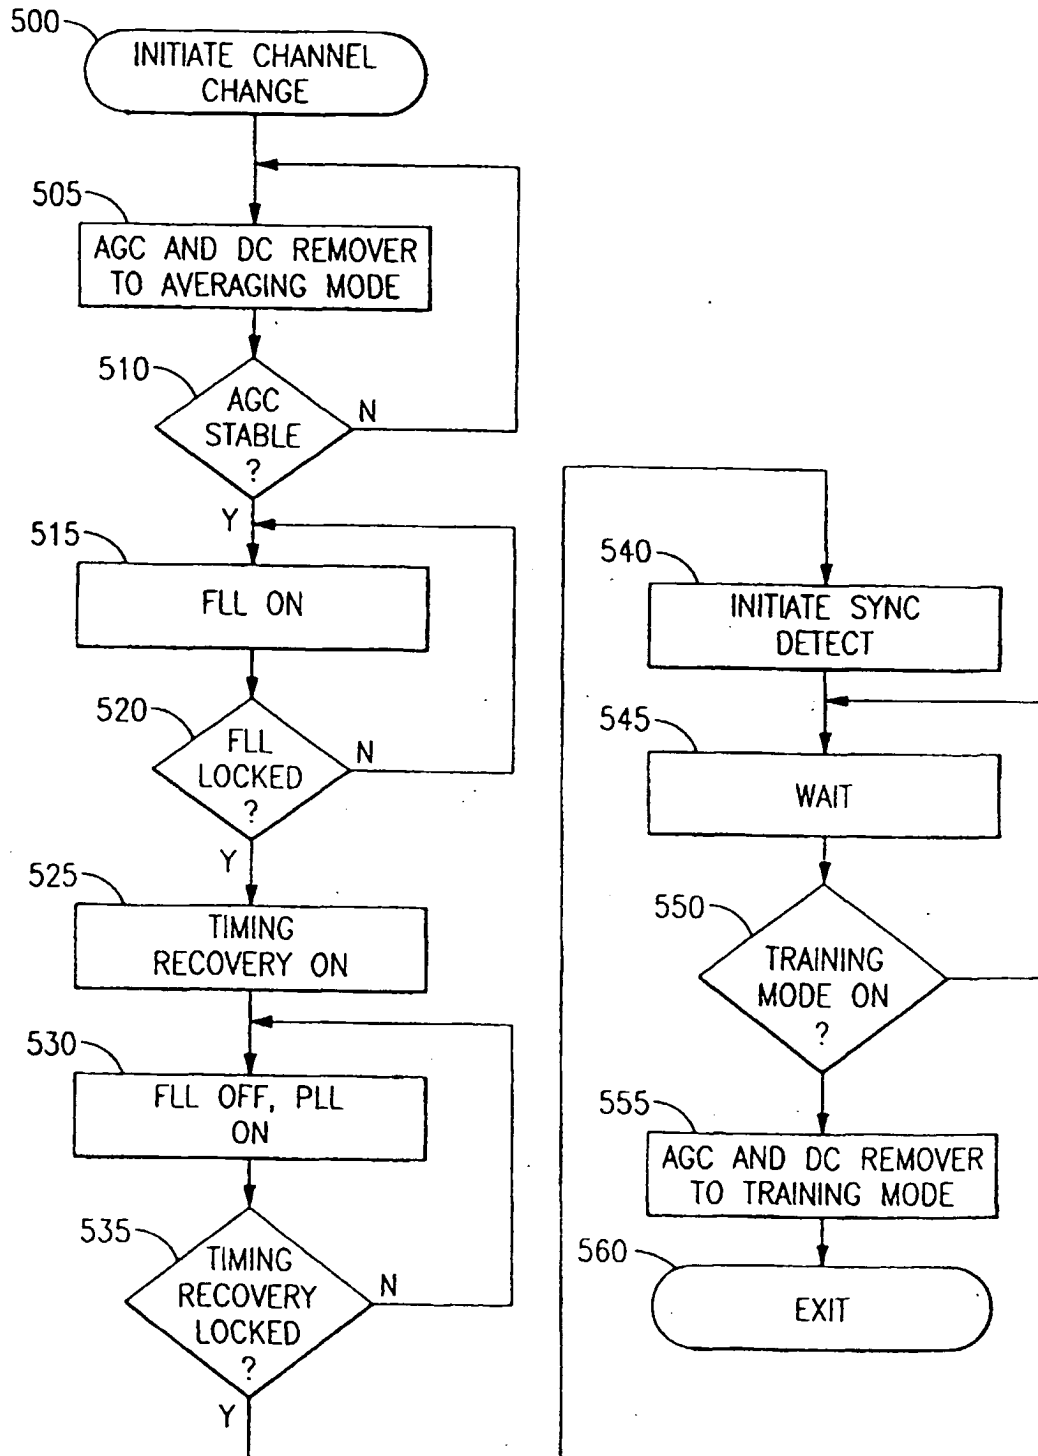 500
INITIATE CHANNEL
CHANGE
505
AGC AND DC REMOVER
TO AVERAGING MODE
510
AGC
STABLE
?
N
Y
515
FLL ON
520
FLL
LOCKED
?
N
Y
525
TIMING
RECOVERY ON
530
FLL OFF, PLL
ON
535
TIMING
RECOVERY
LOCKED
?
N
Y
540
INITIATE SYNC
DETECT
545
WAIT
550
TRAINING
MODE ON
?
555
AGC AND DC REMOVER
TO TRAINING MODE
560
EXIT